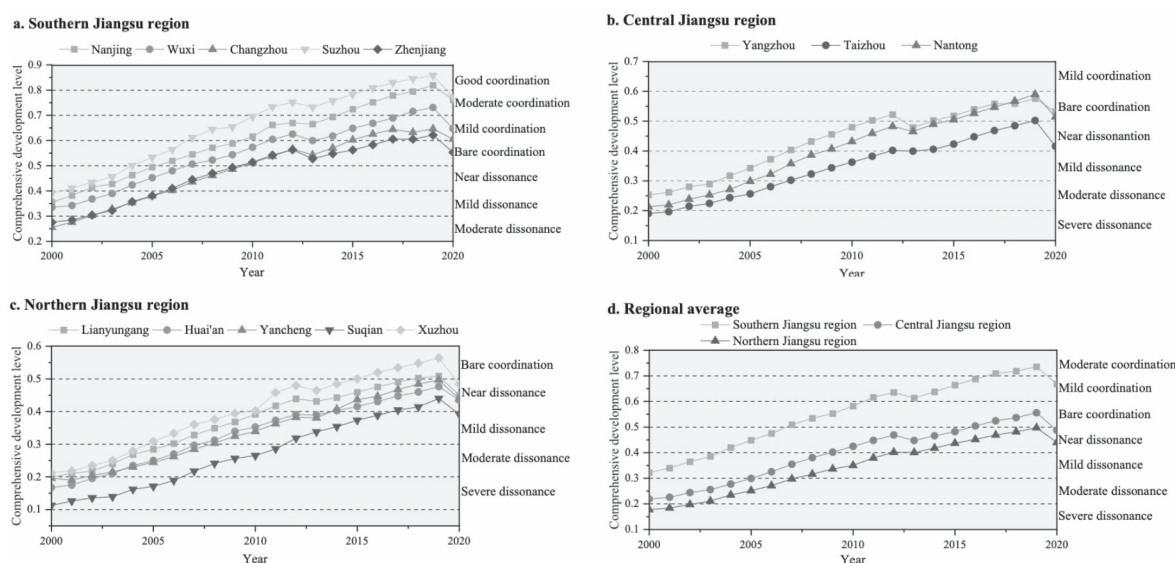 a. Southern Jiangsu region
Nanjing Wuxi Changzhou Suzhou Zhenjiang
Comprehensive development level
0.9
0.8
0.7
0.6
0.5
0.4
0.3
0.2
Good coordination
Moderate coordination
Mild coordination
Bare coordination
Near dissonance
Mild dissonance
Moderate dissonance
2000 2005 2010 2015 2020
Year
b. Central Jiangsu region
Yangzhou Taizhou Nantong
Comprehensive development level
0.7
0.6
0.5
0.4
0.3
0.2
0.1
Mild coordination
Bare coordination
Near dissonantion
Mild dissonance
Moderate dissonance
Severe dissonance
2000 2005 2010 2015 2020
Year
c. Northern Jiangsu region
Lianyungang Huai'an Yancheng Suqian Xuzhou
Comprehensive development level
0.6
0.5
0.4
0.3
0.2
0.1
Bare coordination
Near dissonance
Mild dissonance
Moderate dissonance
Severe dissonance
2000 2005 2010 2015 2020
Year
d. Regional average
Southern Jiangsu region Central Jiangsu region
Northern Jiangsu region
Comprehensive development level
0.8
0.7
0.6
0.5
0.4
0.3
0.2
0.1
Moderate coordination
Mild coordination
Bare coordination
Near dissonance
Mild dissonance
Moderate dissonance
Severe dissonance
2000 2005 2010 2015 2020
Year